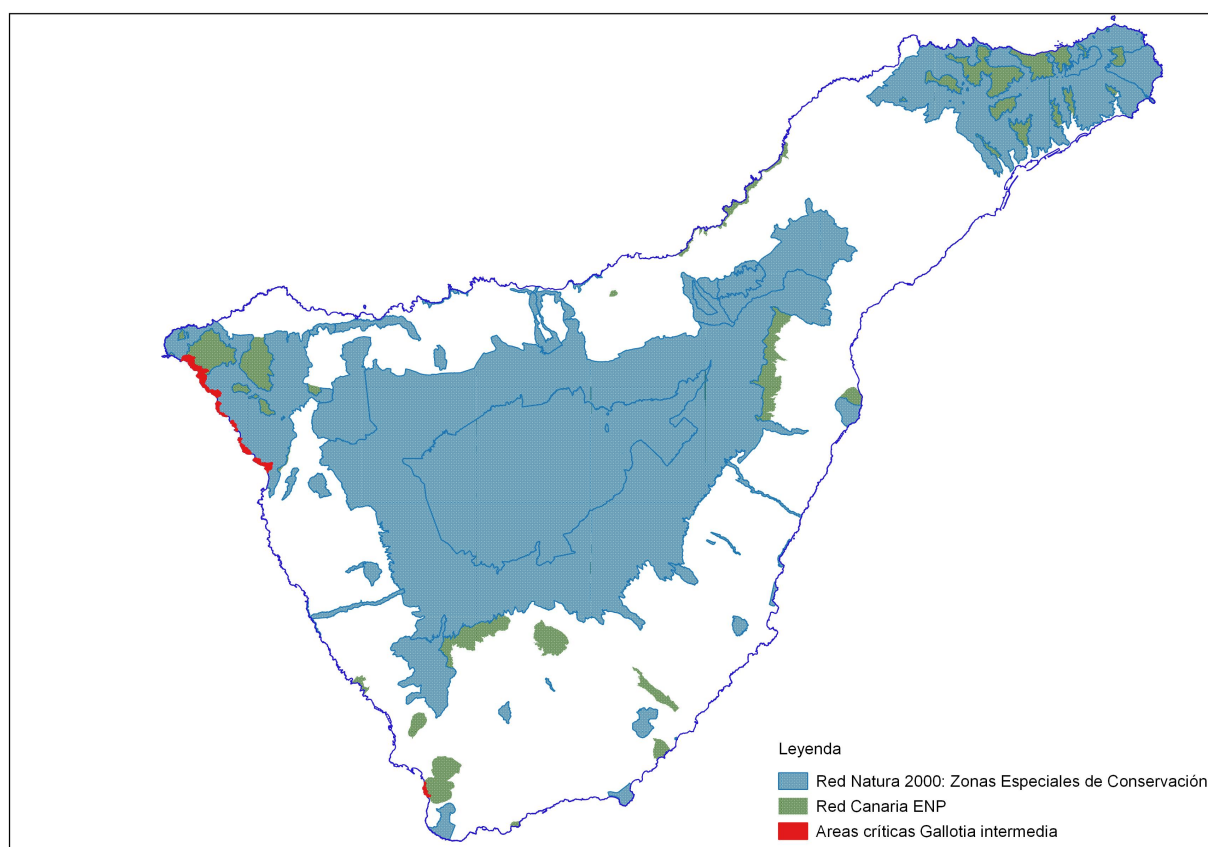 Leyenda
Red Natura 2000: Zonas Especiales de Conservación
Red Canaria ENP
Areas críticas Gallotia intermedia